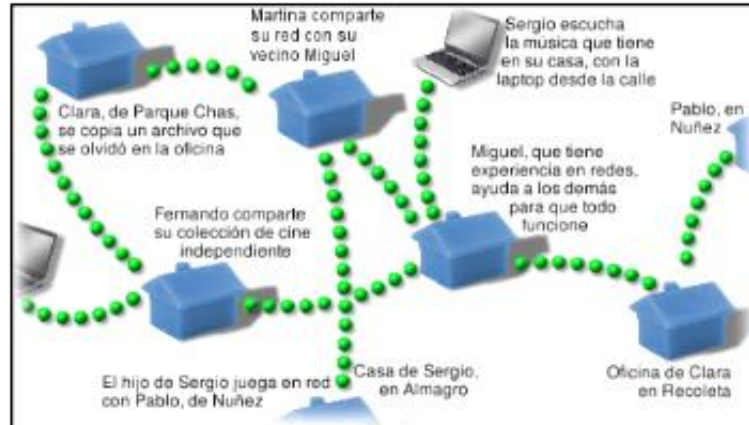 Martina comparte
su red con su
vecino Miguel
Sergio escucha
la música que tiene
en su casa, con la
laptop desde la calle
Clara, de Parque Chas,
se copia un archivo que
se olvidó en la oficina
Pablo, en
Nuñez
Miguel, que tiene
experiencia en redes,
ayuda a los demás
para que todo
funcione
Fernando comparte
su colección de cine
independiente
El hijo de Sergio juega en red
con Pablo, de Nuñez
Casa de Sergio,
en Almagro
Oficina de Clara
en Recoleta